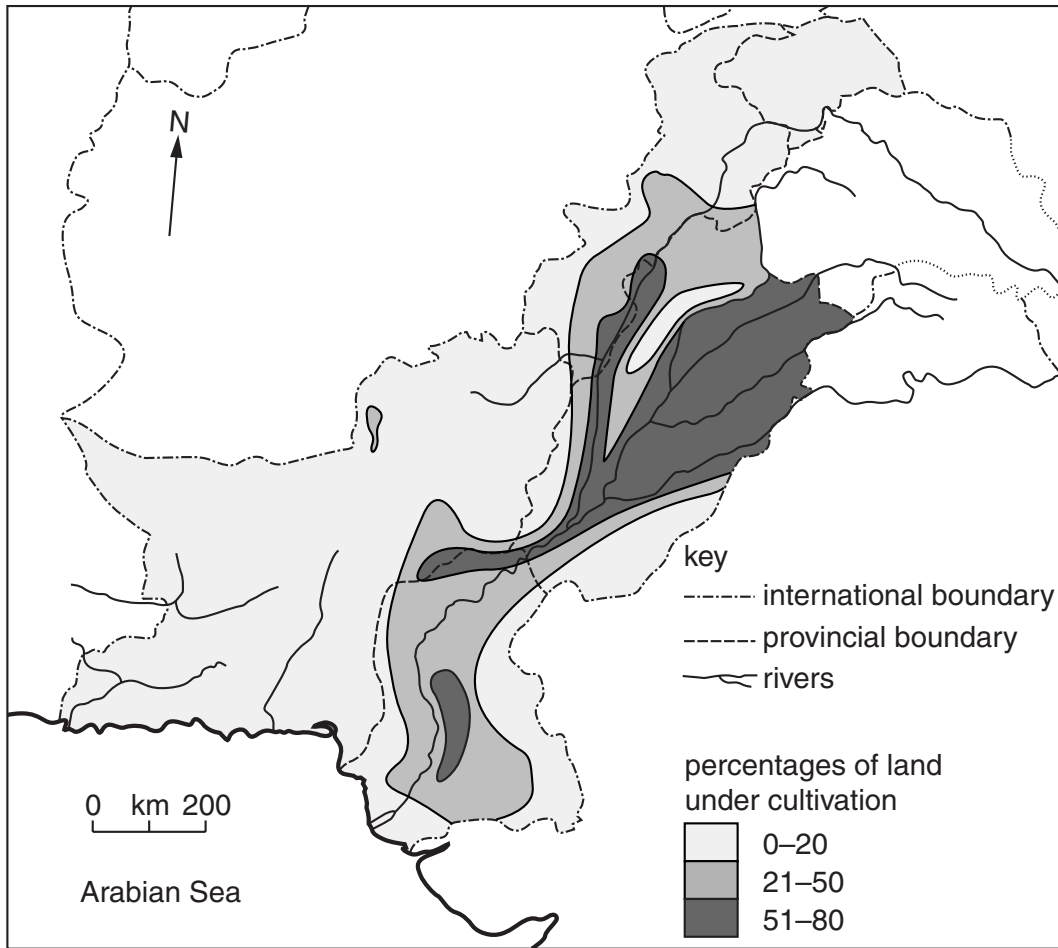 N
key
international boundary
provincial boundary
rivers
0 km 200
Arabian Sea
percentages of land
under cultivation
0–20
21–50
51–80